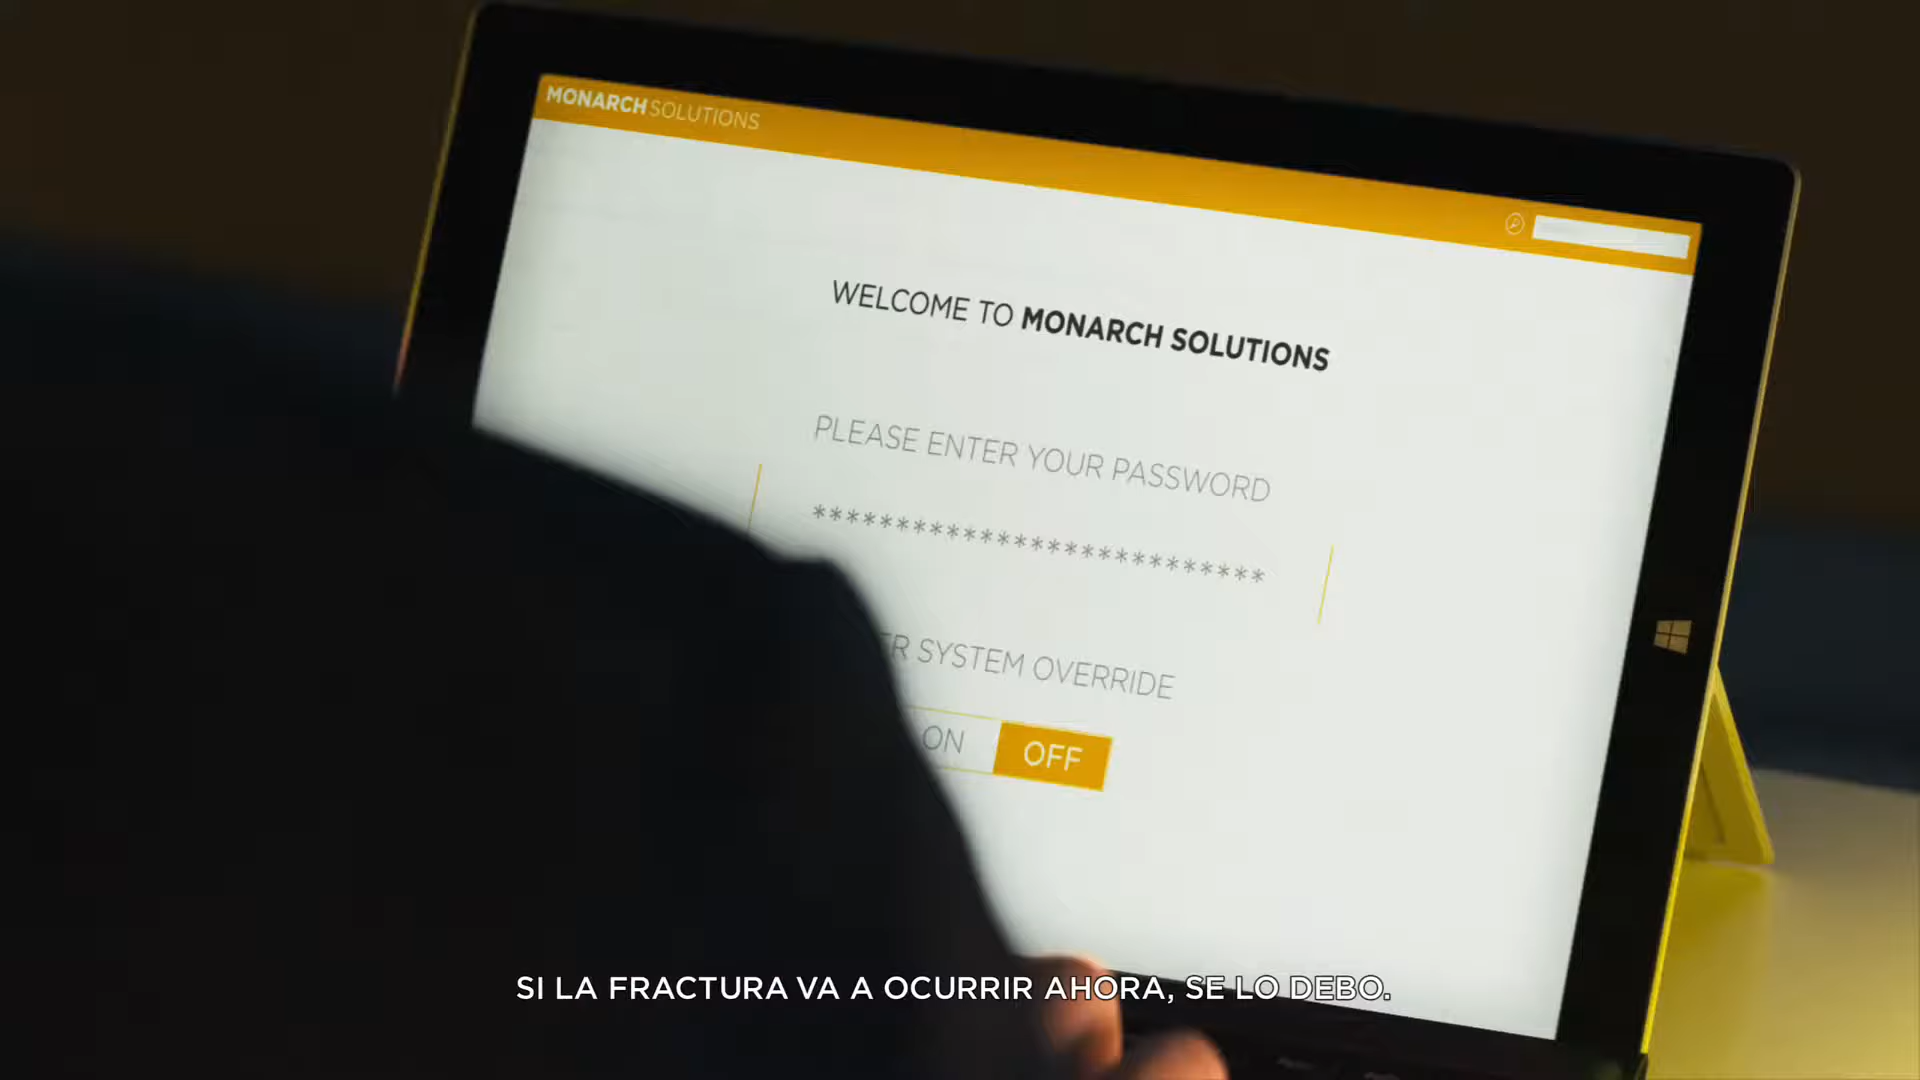 MONARCH SOLUTIONS
WELCOME TO MONARCH SOLUTIONS
PLEASE ENTER YOUR PASSWORD
***************************
SYSTEM OVERRIDE
ON OFF
SI LA FRACTURA VA A OCURRIR AHORA, SE LO DEBO.